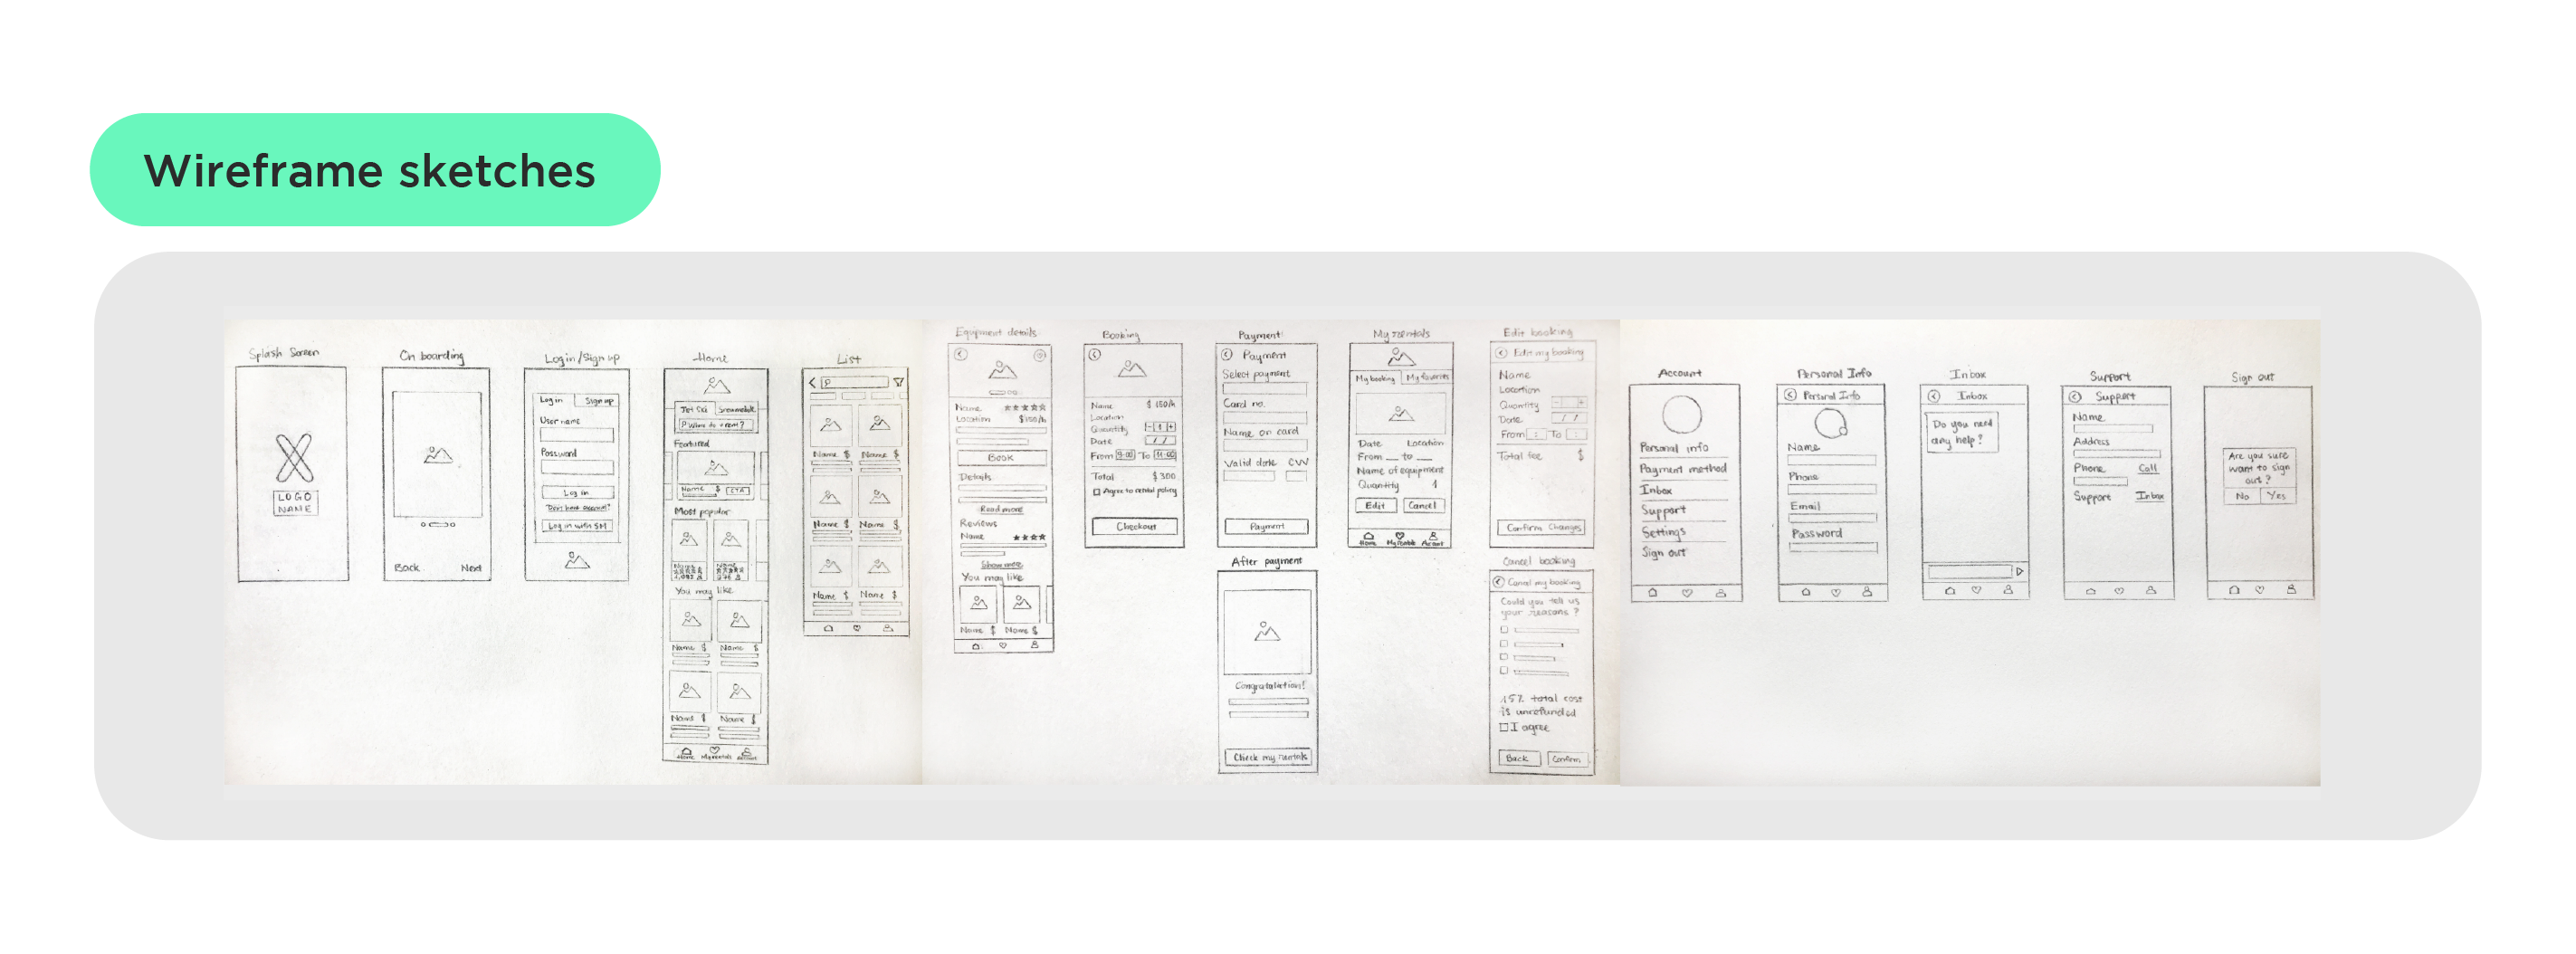 Wireframe sketches
Splash Screen
LOGO
NAME
On boarding
Back Next
Login/Sign up
Log in Sign up
User name
Password
Log in
Don't have account?
Log in with SM
Home
Jet Ski Snowmobile
Featured
Name $ CTA
Most popular
Name Name
You may like
Name $ Name $
Name $ Name $
Home My rentals Account
List
Name $ Name $
Name $ Name $
Name $ Name $
Equipment details
Name ★★★★★
Location $150/h
Book
Details
Read more
Reviews
Name ★★★★
Show more
You may like
Name $ Name $
Booking
Name $ 150/h
Location
Quantity - 1 +
Date / /
From 9:00 To 11:00
Total $ 300
Agree to rental policy
Checkout
Payment
Payment
Select payment
Card no.
Name on card
Valid date CVV
Payment
After payment
Congratulation!
Check my rentals
My rentals
My booking My favorites
Date Location
From __ to __
Name of equipment
Quantity 1
Edit Cancel
Home My rentals Account
Edit booking
Edit my booking
Name
Location
Quantity - +
Date / /
From : To :
Total fee $
Confirm Changes
Cancel booking
Cancel my booking
Could you tell us
your reasons ?
15% total cost
is unrefunded
I agree
Back Confirm
Account
Personal info
Payment method
Inbox
Support
Settings
Sign out
Personal Info
Personal Info
Name
Phone
Email
Password
Inbox
Inbox
Do you need
any help?
Support
Support
Name
Address
Phone Call
Support Inbox
Sign out
Are you sure
want to sign
out ?
No Yes